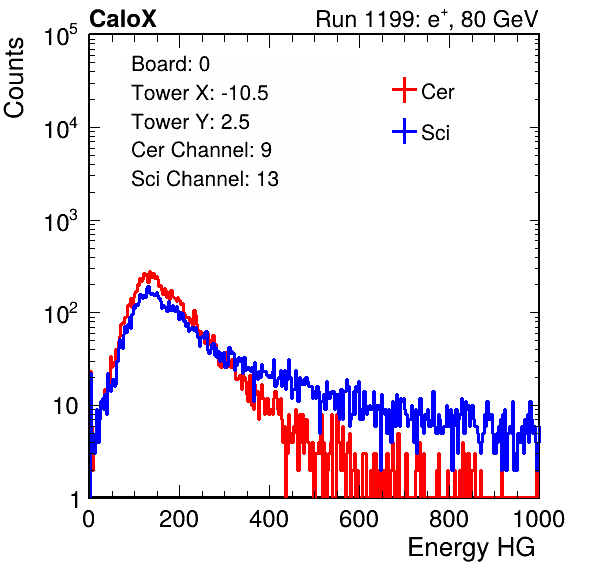 CaloX Run 1199: e⁺, 80 GeV
Counts
Board: 0
Tower X: -10.5
Tower Y: 2.5
Cer Channel: 9
Sci Channel: 13
Cer
Sci
10⁵
10⁴
10³
10²
10
1
0 200 400 600 800 1000
Energy HG